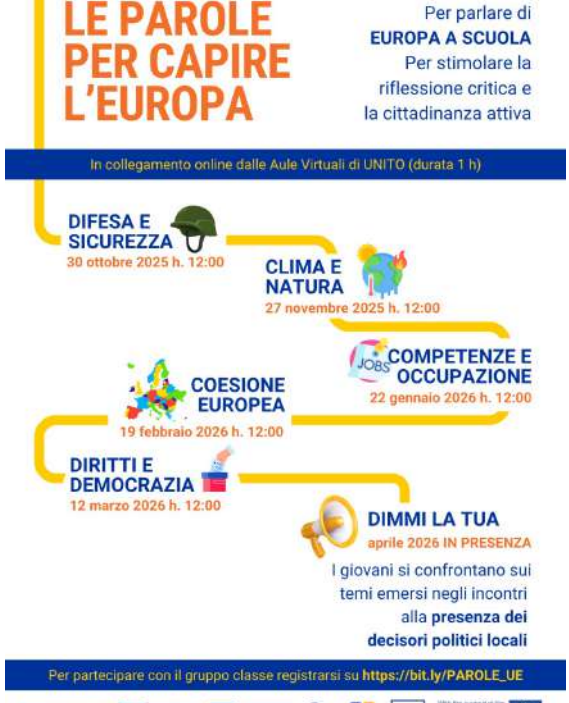 LE PAROLE
PER CAPIRE
L'EUROPA
Per parlare di
EUROPA A SCUOLA
Per stimolare la
riflessione critica e
la cittadinanza attiva
In collegamento online dalle Aule Virtuali di UNITO (durata 1 h)
DIFESA E
SICUREZZA
30 ottobre 2025 h. 12:00
CLIMA E
NATURA
27 novembre 2025 h. 12:00
JOBS
COMPETENZE E
OCCUPAZIONE
22 gennaio 2026 h. 12:00
COESIONE
EUROPEA
19 febbraio 2026 h. 12:00
DIRITTI E
DEMOCRAZIA
12 marzo 2026 h. 12:00
DIMMI LA TUA
aprile 2026 IN PRESENZA
I giovani si confrontano sui
temi emersi negli incontri
alla presenza dei
decisori politici locali
Per partecipare con il gruppo classe registrarsi su https://bit.ly/PAROLE_UE